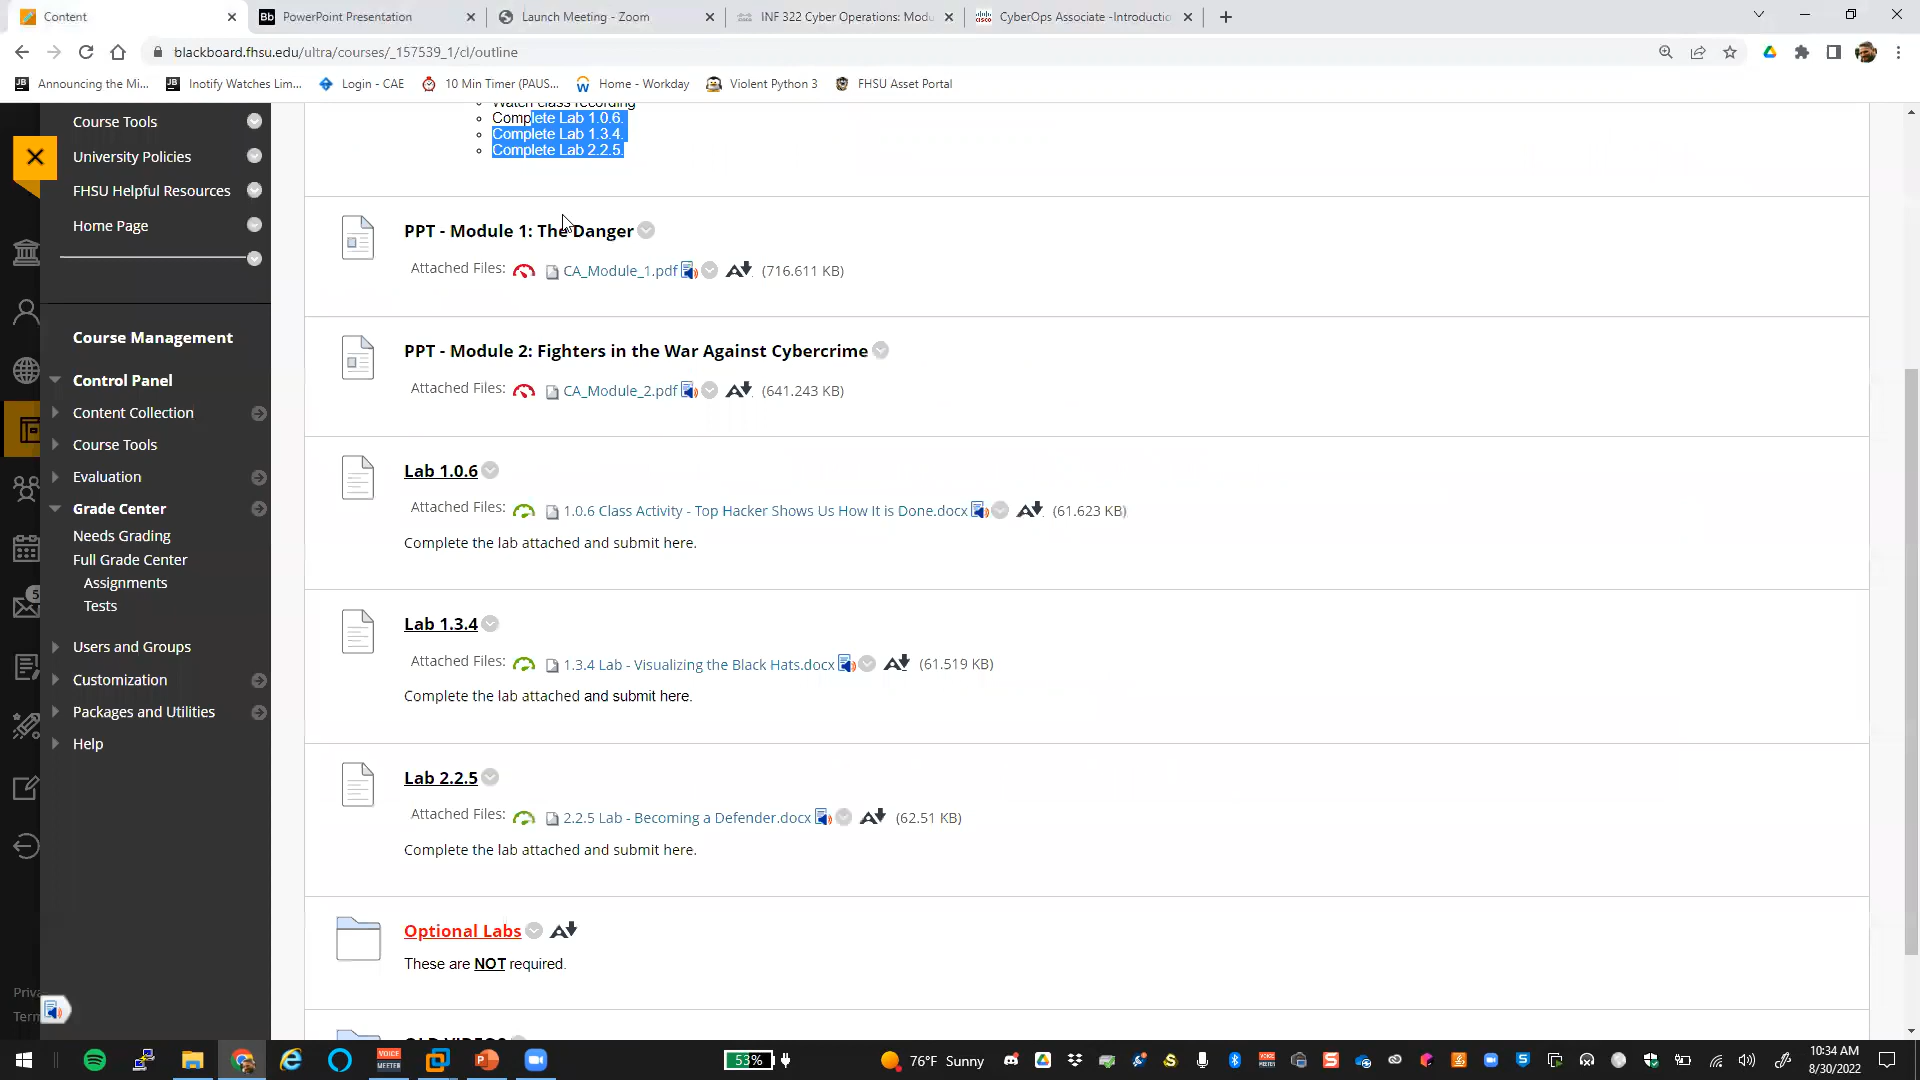 Content
Bb PowerPoint Presentation
Launch Meeting - Zoom
INF 322 Cyber Operations: Modu
CyberOps Associate -Introductio
blackboard.fhsu.edu/ultra/courses/_157539_1/cl/outline
Announcing the Mi...
Inotify Watches Lim...
Login - CAE
10 Min Timer (PAUS...
Home - Workday
Violent Python 3
FHSU Asset Portal
Course Tools
University Policies
FHSU Helpful Resources
Home Page
Course Management
Control Panel
Content Collection
Course Tools
Evaluation
Grade Center
Needs Grading
Full Grade Center
Assignments
Tests
Users and Groups
Customization
Packages and Utilities
Help
Priva
Term
5
Watch class recording
Complete Lab 1.0.6.
Complete Lab 1.3.4.
Complete Lab 2.2.5.
PPT - Module 1: The Danger
Attached Files: CA_Module_1.pdf (716.611 KB)
PPT - Module 2: Fighters in the War Against Cybercrime
Attached Files: CA_Module_2.pdf (641.243 KB)
Lab 1.0.6
Attached Files: 1.0.6 Class Activity - Top Hacker Shows Us How It is Done.docx (61.623 KB)
Complete the lab attached and submit here.
Lab 1.3.4
Attached Files: 1.3.4 Lab - Visualizing the Black Hats.docx (61.519 KB)
Complete the lab attached and submit here.
Lab 2.2.5
Attached Files: 2.2.5 Lab - Becoming a Defender.docx (62.51 KB)
Complete the lab attached and submit here.
Optional Labs
These are NOT required.
OLD VIDEOS
53%
76°F Sunny
10:34 AM
8/30/2022